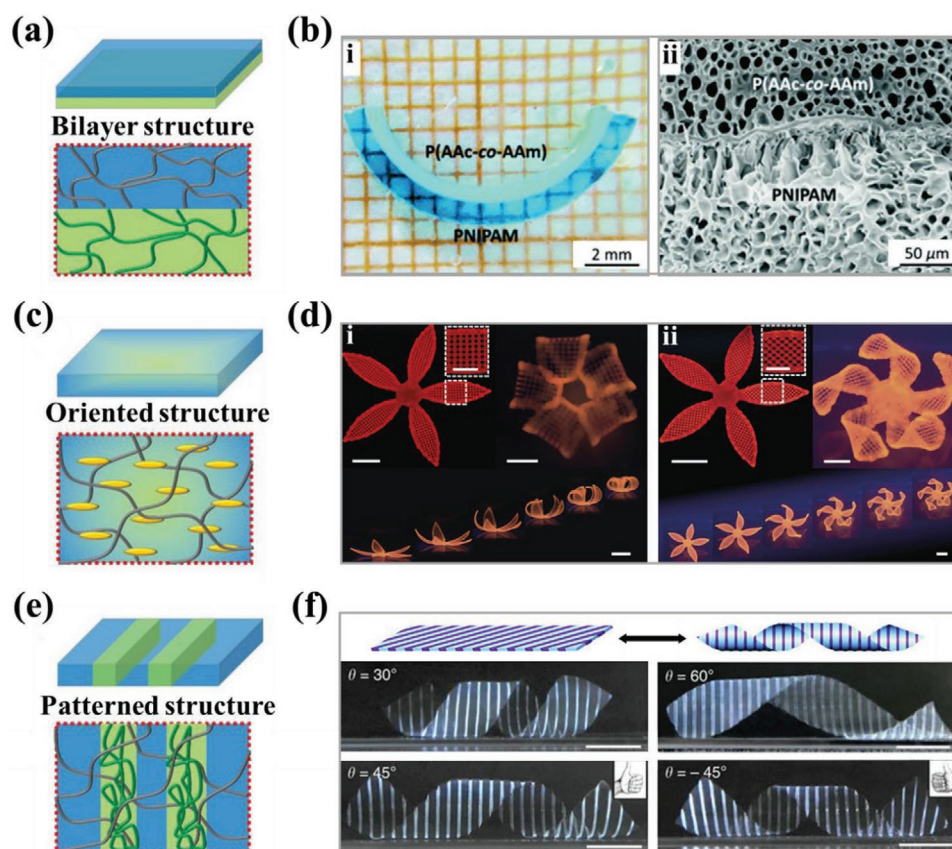 (a)
Bilayer structure
(b)
i
P(AAc-co-AAm)
PNIPAM
2 mm
ii
P(AAc-co-AAm)
PNIPAM
50 µm
(c)
Oriented structure
(d)
i
ii
(e)
Patterned structure
(f)
θ = 30°
θ = 60°
θ = 45°
θ = − 45°